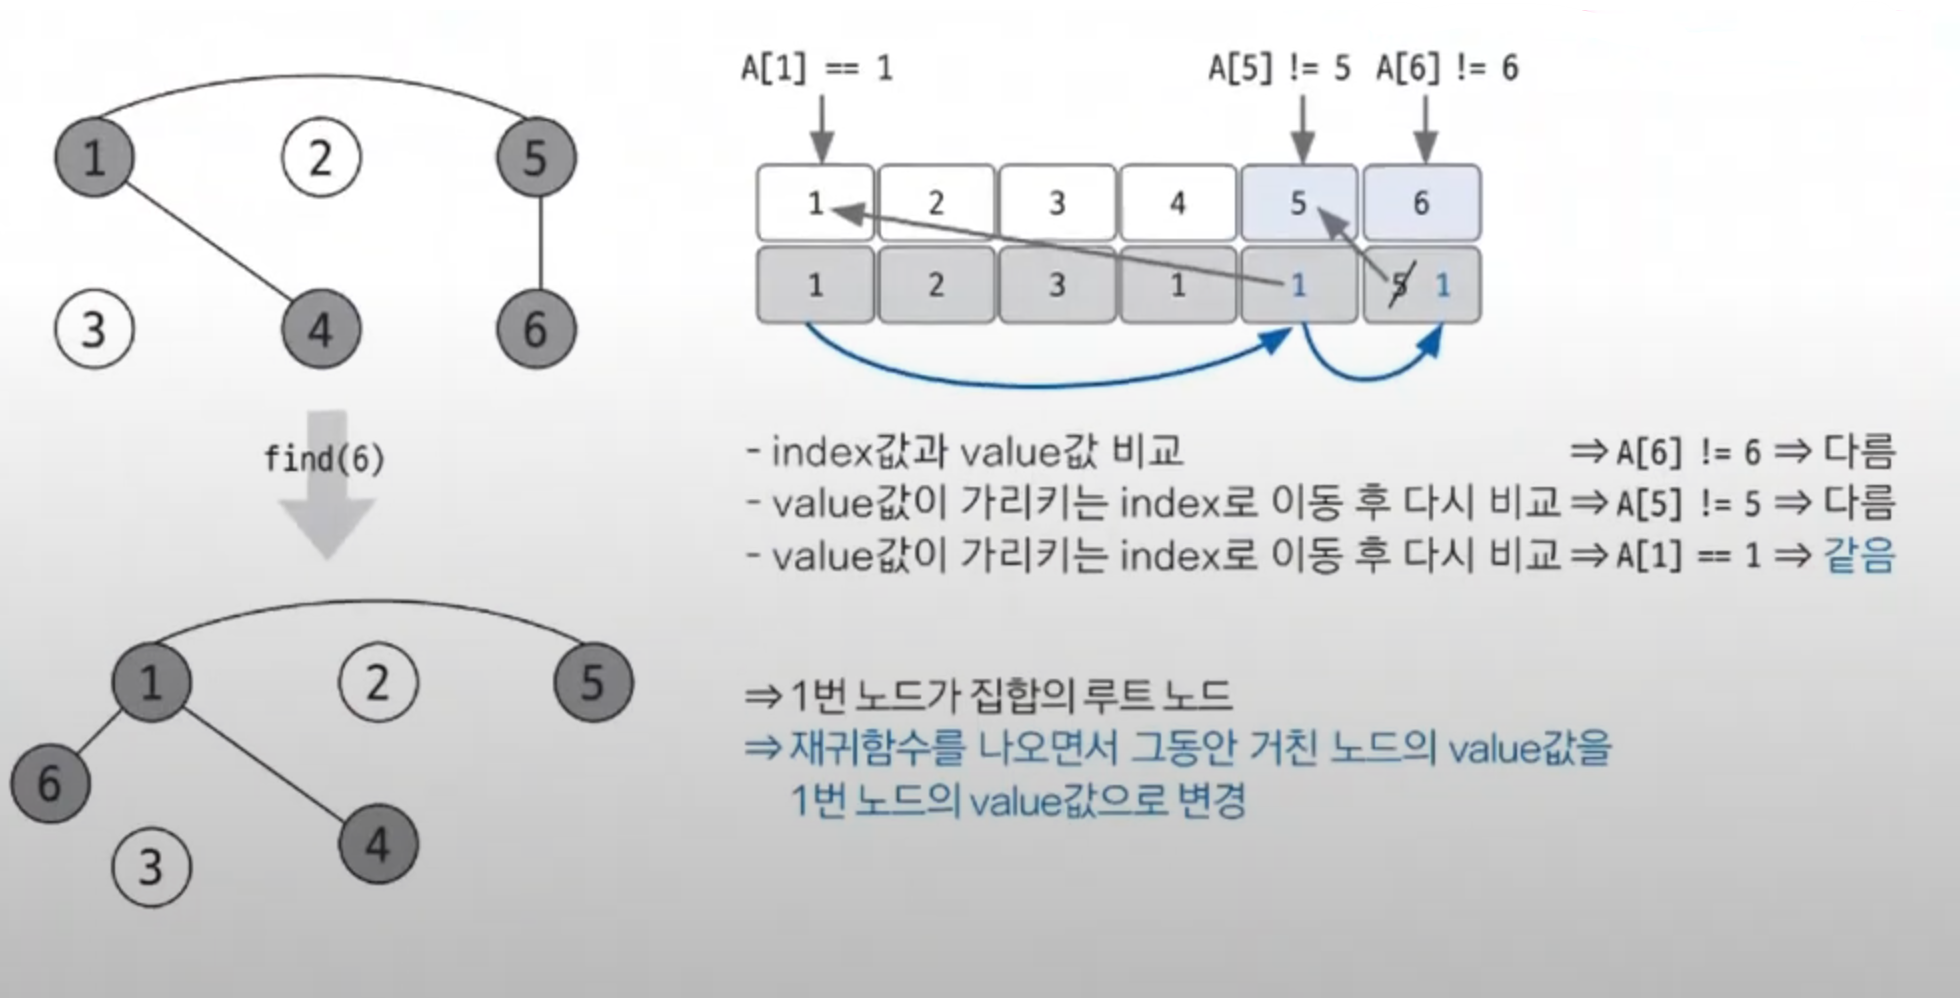 A[1] == 1
A[5] != 5 A[6] != 6
1 2 5
3 4 6
1 2 3 4 5 6
1 2 3 1 1 5 1
find(6)
- index값과 value값 비교 ⇒ A[6] != 6 ⇒ 다름
- value값이 가리키는 index로 이동 후 다시 비교 ⇒ A[5] != 5 ⇒ 다름
- value값이 가리키는 index로 이동 후 다시 비교 ⇒ A[1] == 1 ⇒ 같음
1 2 5
6
3 4
⇒ 1번 노드가 집합의 루트 노드
⇒ 재귀함수를 나오면서 그동안 거친 노드의 value값을
1번 노드의 value값으로 변경